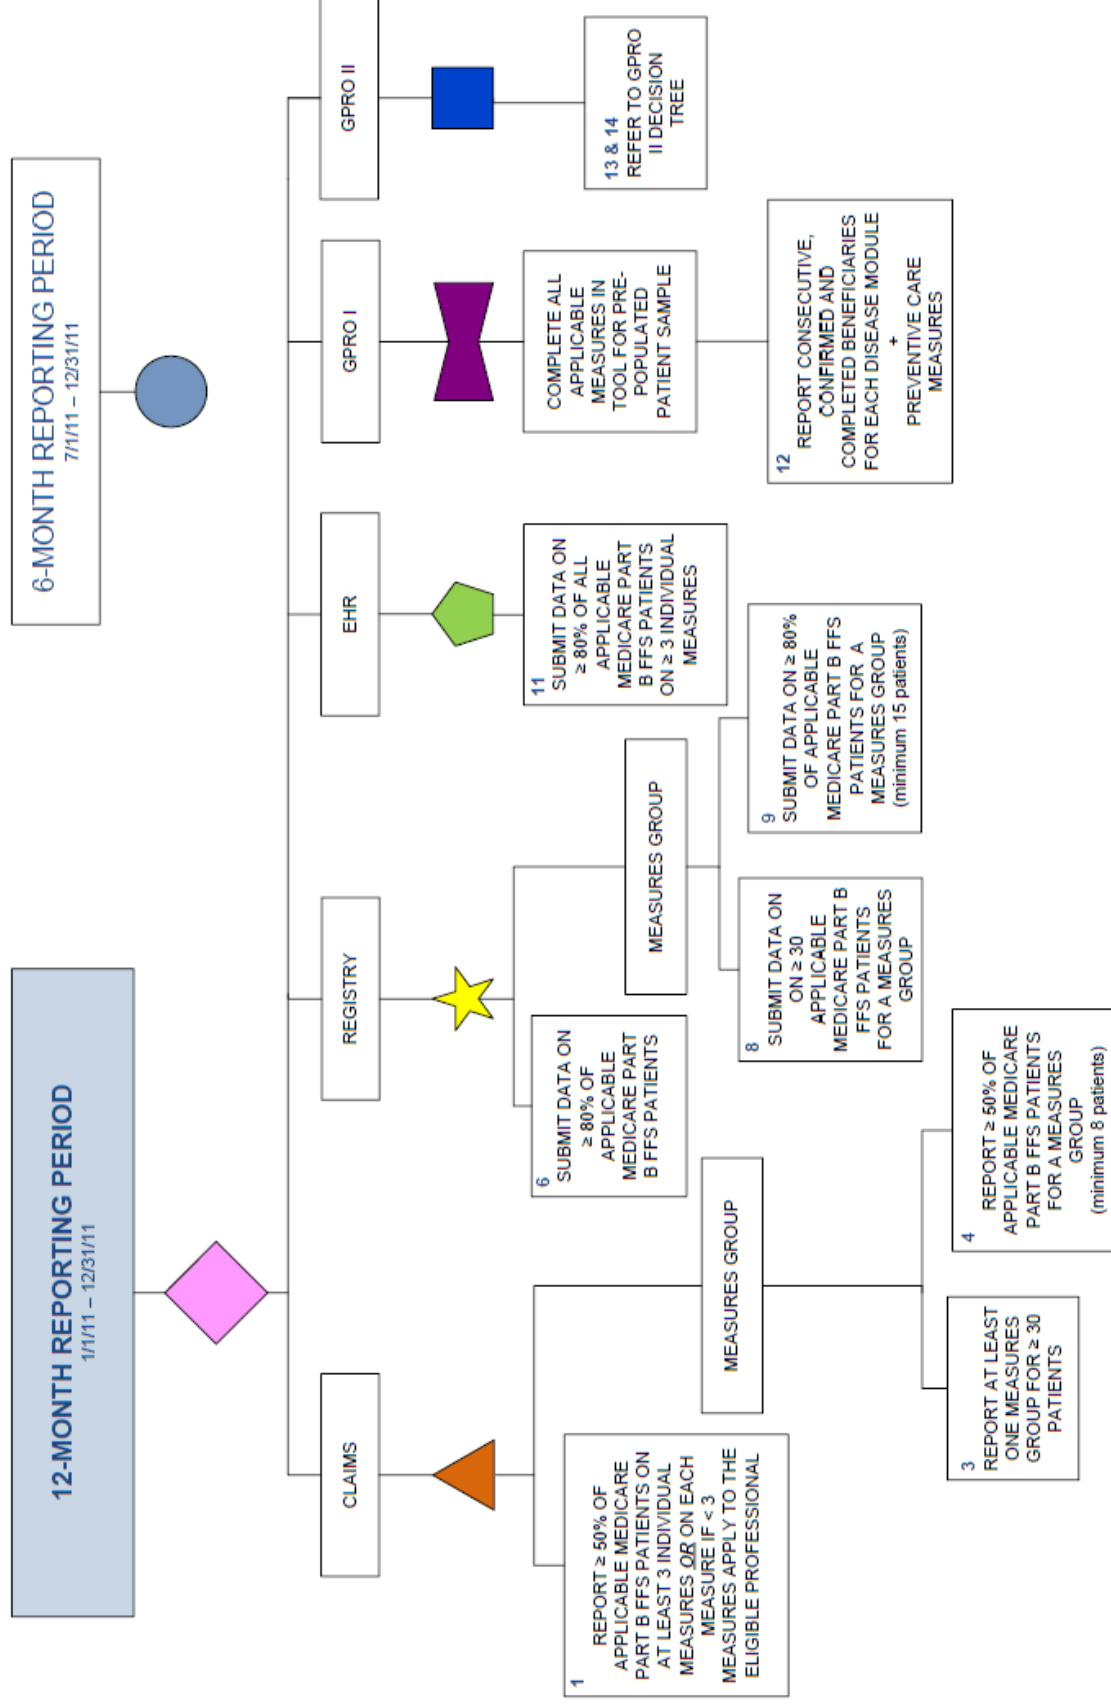 12-MONTH REPORTING PERIOD
1/1/11 – 12/31/11
6-MONTH REPORTING PERIOD
7/1/11 – 12/31/11
CLAIMS
REGISTRY
EHR
GPRO I
GPRO II
1
REPORT ≥ 50% OF
APPLICABLE MEDICARE
PART B FFS PATIENTS ON
AT LEAST 3 INDIVIDUAL
MEASURES OR ON EACH
MEASURE IF < 3
MEASURES APPLY TO THE
ELIGIBLE PROFESSIONAL
MEASURES GROUP
3
REPORT AT LEAST
ONE MEASURES
GROUP FOR ≥ 30
PATIENTS
4
REPORT ≥ 50% OF
APPLICABLE MEDICARE
PART B FFS PATIENTS
FOR A MEASURES
GROUP
(minimum 8 patients)
6
SUBMIT DATA ON
≥ 80% OF
APPLICABLE
MEDICARE PART
B FFS PATIENTS
MEASURES GROUP
8
SUBMIT DATA ON
ON ≥ 30
APPLICABLE
MEDICARE PART B
FFS PATIENTS
FOR A MEASURES
GROUP
9
SUBMIT DATA ON ≥ 80%
OF APPLICABLE
MEDICARE PART B FFS
PATIENTS FOR A
MEASURES GROUP
(minimum 15 patients)
11
SUBMIT DATA ON
≥ 80% OF ALL
APPLICABLE
MEDICARE PART
B FFS PATIENTS
ON ≥ 3 INDIVIDUAL
MEASURES
COMPLETE ALL
APPLICABLE
MEASURES IN
TOOL FOR PRE-
POPULATED
PATIENT SAMPLE
12
REPORT CONSECUTIVE,
CONFIRMED AND
COMPLETED BENEFICIARIES
FOR EACH DISEASE MODULE
+
PREVENTIVE CARE
MEASURES
13 & 14
REFER TO GPRO
II DECISION
TREE